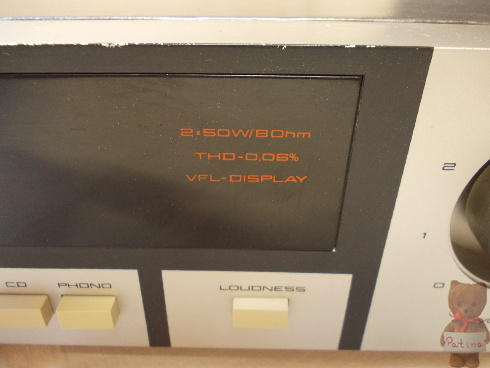 2×50W/8Ohm
THD-0,06%
VFL-DISPLAY
2
1
0
CD PHONO
LOUDNESS
Patina